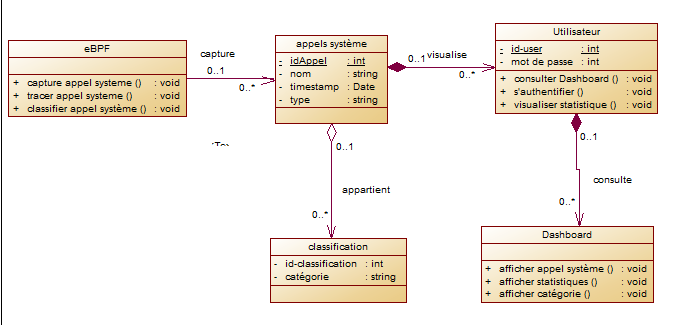 eBPF
+ capture appel systeme () : void
+ tracer appel systeme () : void
+ classifier appel système () : void
capture
0..1
0..*
appels système
- idAppel : int
- nom : string
- timestamp : Date
- type : string
0..1
visualise
0..*
Utilisateur
- id-user : int
- mot de passe : int
+ consulter Dashboard () : void
+ s'authentifier () : void
+ visualiser statistique () : void
0..1
appartient
0..*
classification
- id-classification : int
- catégorie : string
0..1
consulte
0..*
Dashboard
+ afficher appel système () : void
+ afficher statistiques () : void
+ afficher catégorie () : void